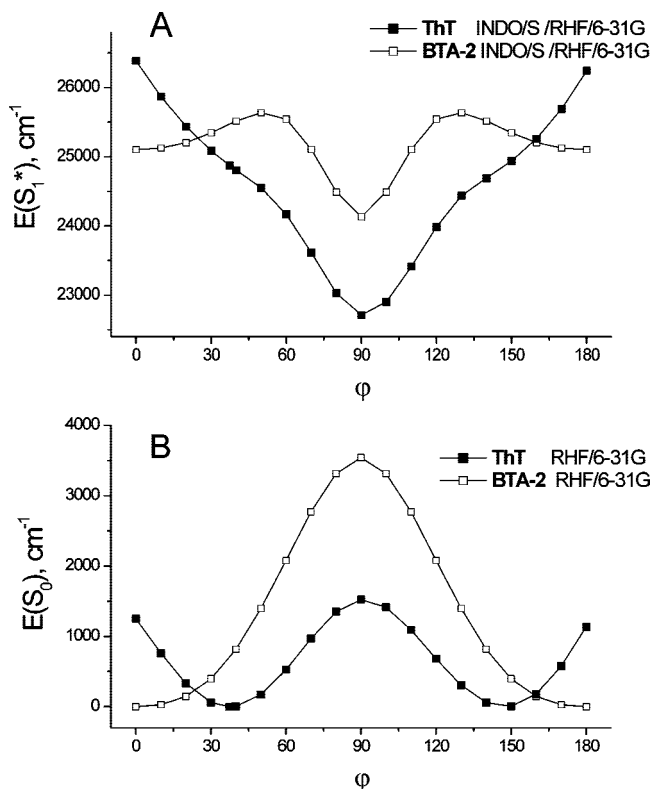 A
ThT INDO/S /RHF/6-31G
BTA-2 INDO/S /RHF/6-31G
E(S₁*), cm⁻¹
26000
25000
24000
23000
0 30 60 90 120 150 180
φ
B
ThT RHF/6-31G
BTA-2 RHF/6-31G
E(S₀), cm⁻¹
4000
3000
2000
1000
0
0 30 60 90 120 150 180
φ